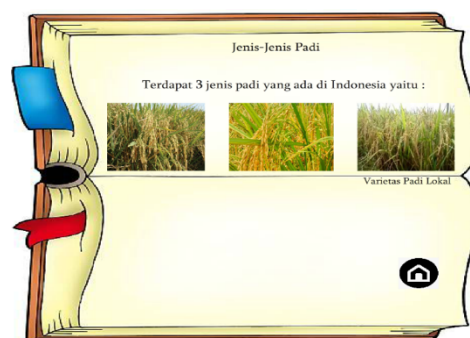 Jenis-Jenis Padi
Terdapat 3 jenis padi yang ada di Indonesia yaitu :
Varietas Padi Lokal